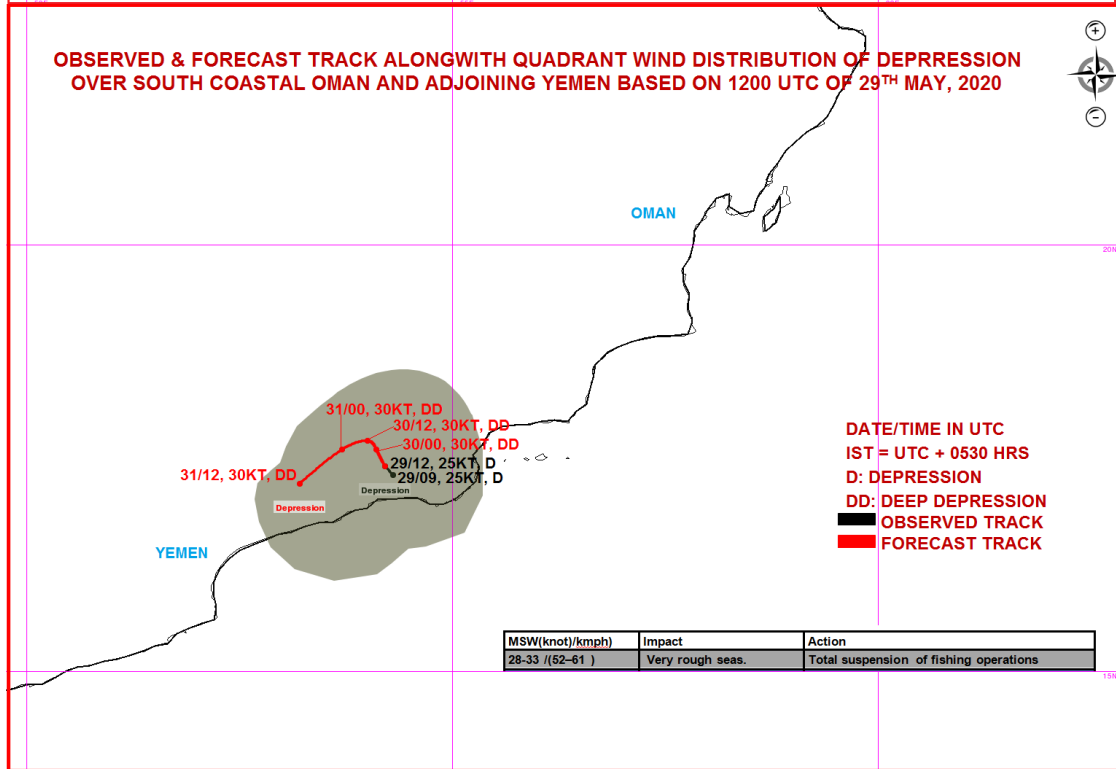 OBSERVED & FORECAST TRACK ALONGWITH QUADRANT WIND DISTRIBUTION OF DEPRRESSION
OVER SOUTH COASTAL OMAN AND ADJOINING YEMEN BASED ON 1200 UTC OF 29TH MAY, 2020
+
-
OMAN
20N
31/00, 30KT, DD
30/12, 30KT, DD
30/00, 30KT, DD
29/12, 25KT, D
31/12, 30KT, DD
29/09, 25KT, D
Depression
Depression
YEMEN
DATE/TIME IN UTC
IST = UTC + 0530 HRS
D: DEPRESSION
DD: DEEP DEPRESSION
OBSERVED TRACK
FORECAST TRACK
MSW(knot)/kmph) Impact Action
28-33 /(52–61 ) Very rough seas. Total suspension of fishing operations
15N